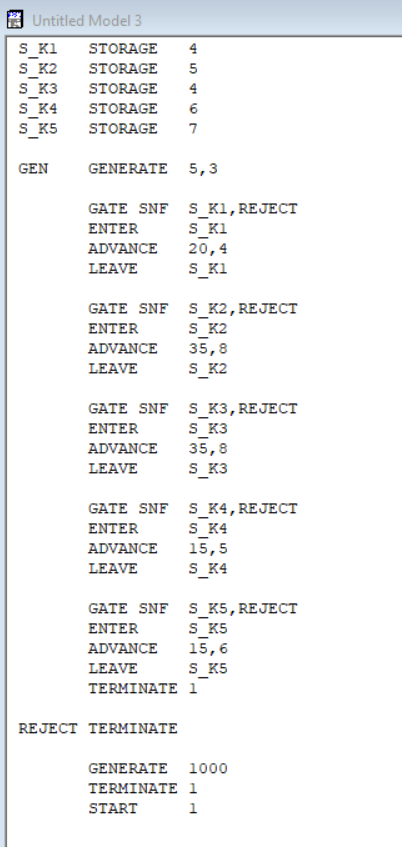 Untitled Model 3
S_K1 STORAGE 4
S_K2 STORAGE 5
S_K3 STORAGE 4
S_K4 STORAGE 6
S_K5 STORAGE 7
GEN GENERATE 5,3
GATE SNF S_K1,REJECT
ENTER S_K1
ADVANCE 20,4
LEAVE S_K1
GATE SNF S_K2,REJECT
ENTER S_K2
ADVANCE 35,8
LEAVE S_K2
GATE SNF S_K3,REJECT
ENTER S_K3
ADVANCE 35,8
LEAVE S_K3
GATE SNF S_K4,REJECT
ENTER S_K4
ADVANCE 15,5
LEAVE S_K4
GATE SNF S_K5,REJECT
ENTER S_K5
ADVANCE 15,6
LEAVE S_K5
TERMINATE 1
REJECT TERMINATE
GENERATE 1000
TERMINATE 1
START 1